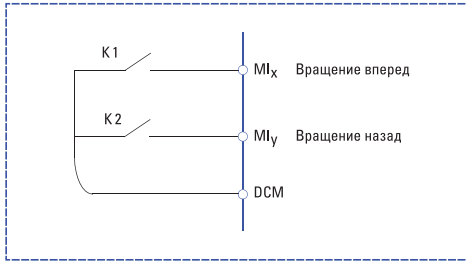 K1
MIx Вращение вперед
K2
MIy Вращение назад
DCM